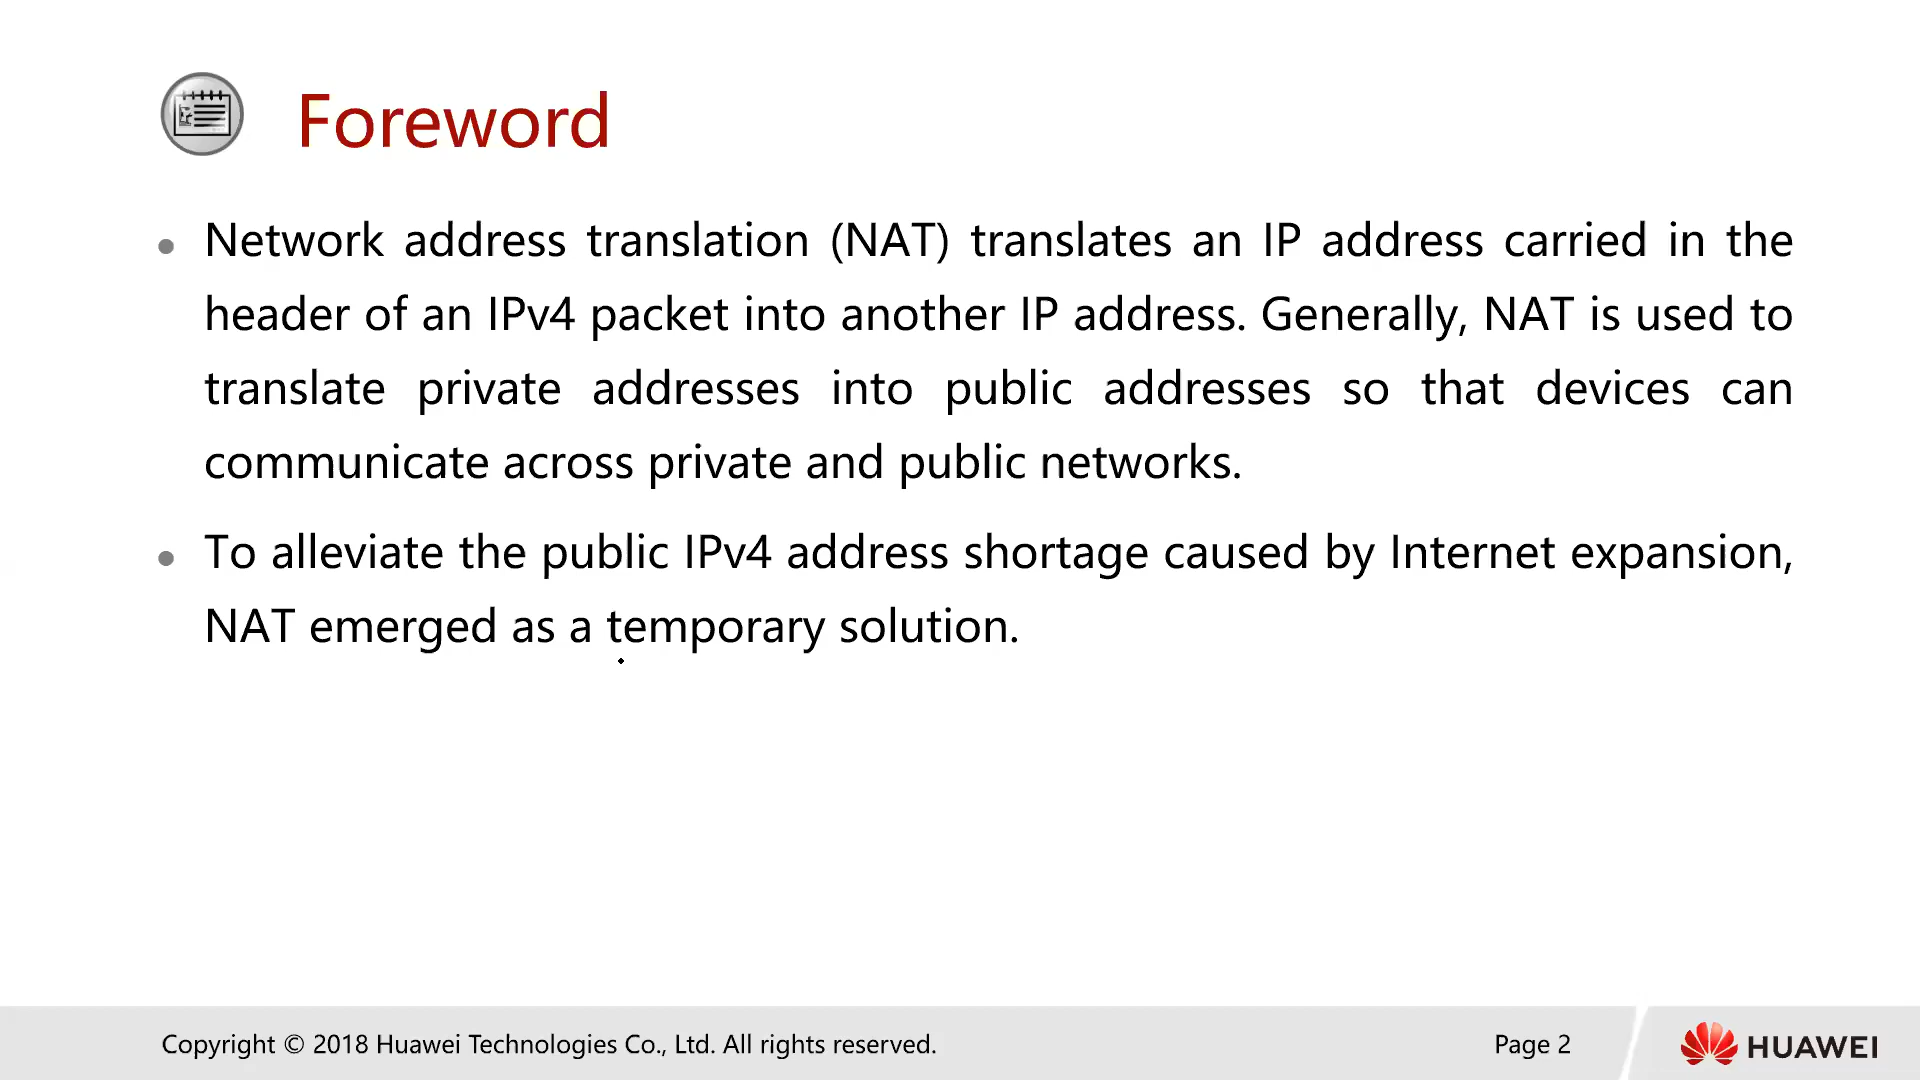 Foreword
• Network address translation (NAT) translates an IP address carried in the
header of an IPv4 packet into another IP address. Generally, NAT is used to
translate private addresses into public addresses so that devices can
communicate across private and public networks.
• To alleviate the public IPv4 address shortage caused by Internet expansion,
NAT emerged as a temporary solution.
Copyright © 2018 Huawei Technologies Co., Ltd. All rights reserved.
Page 2
HUAWEI